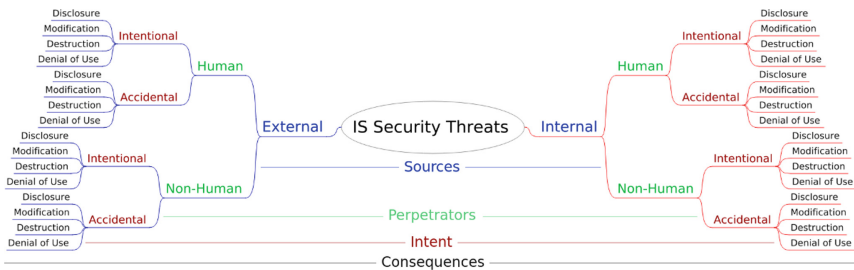 IS Security Threats
External
Human
Intentional
Disclosure
Modification
Destruction
Denial of Use
Accidental
Disclosure
Modification
Destruction
Denial of Use
Non-Human
Intentional
Disclosure
Modification
Destruction
Denial of Use
Accidental
Disclosure
Modification
Destruction
Denial of Use
Internal
Human
Intentional
Disclosure
Modification
Destruction
Denial of Use
Accidental
Disclosure
Modification
Destruction
Denial of Use
Non-Human
Intentional
Disclosure
Modification
Destruction
Denial of Use
Accidental
Disclosure
Modification
Destruction
Denial of Use
Sources
Perpetrators
Intent
Consequences